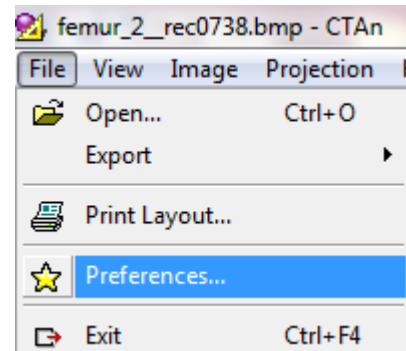 femur_2__rec0738.bmp - CTAn
File View Image Projection
Open... Ctrl+O
Export
Print Layout...
Preferences...
Exit Ctrl+F4